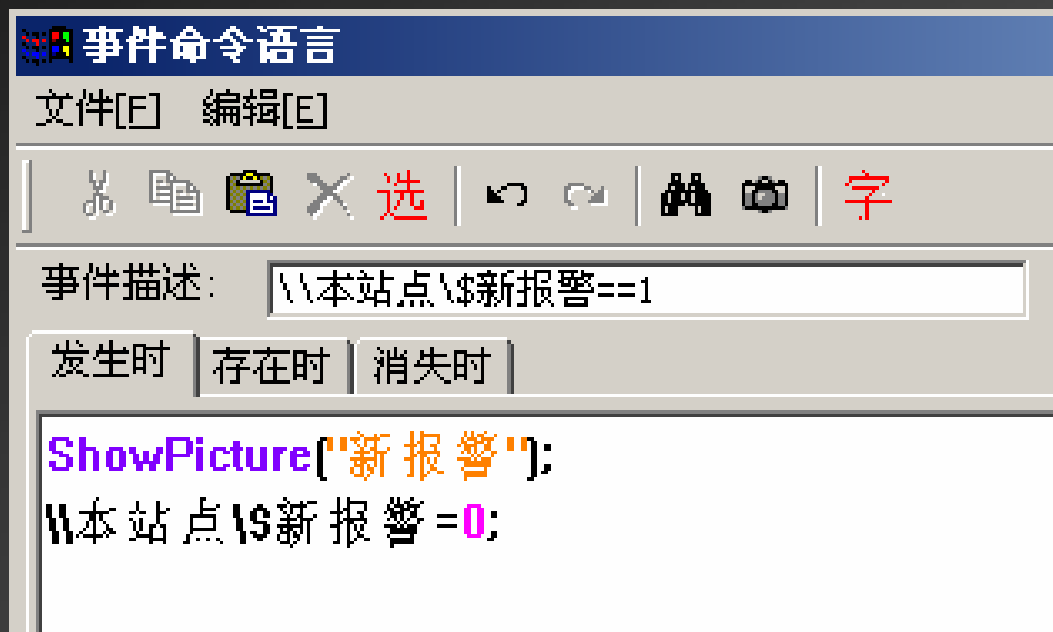 事件命令语言
文件[F] 编辑[E]
选 字
事件描述: \\本站点\$新报警==1
发生时 存在时 消失时
ShowPicture("新报警");
\\本站点\$新报警=0;